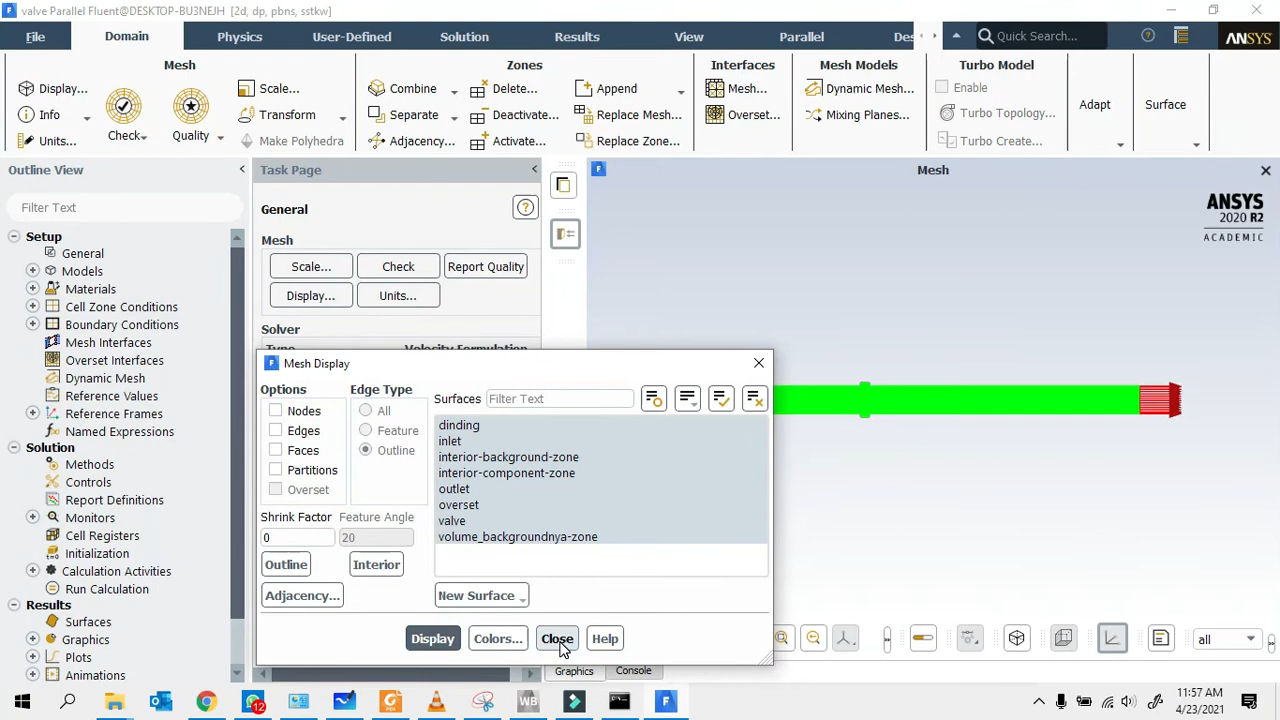 valve Parallel Fluent@DESKTOP-BU3NEJH [2d, dp, pbns, sstkw]
File Domain Physics User-Defined Solution Results View Parallel Quick Search... ANSYS
Mesh Zones Interfaces Mesh Models Turbo Model
Display... Scale... Combine Delete... Append Mesh... Dynamic Mesh... Enable
Info Check Quality Transform Separate Deactivate... Replace Mesh... Overset... Mixing Planes... Turbo Topology... Adapt Surface
Units... Make Polyhedra Adjacency... Activate... Replace Zone... Turbo Create...
Outline View
Filter Text
Setup
General
Models
Materials
Cell Zone Conditions
Boundary Conditions
Mesh Interfaces
Overset Interfaces
Dynamic Mesh
Reference Values
Reference Frames
Named Expressions
Solution
Methods
Controls
Report Definitions
Monitors
Cell Registers
Initialization
Calculation Activities
Run Calculation
Results
Surfaces
Graphics
Plots
Animations
Task Page
General
Mesh
Scale... Check Report Quality
Display... Units...
Solver
Type Velocity Formulation
Mesh
ANSYS
2020 R2
ACADEMIC
Mesh Display
Options
Nodes
Edges
Faces
Partitions
Overset
Edge Type
All
Feature
Outline
Shrink Factor Feature Angle
0 20
Outline Interior
Adjacency...
Surfaces Filter Text
dinding
inlet
interior-background-zone
interior-component-zone
outlet
overset
valve
volume_backgroundnya-zone
New Surface
Display Colors... Close Help
all
Graphics Console
12
WB
11:57 AM
4/23/2021